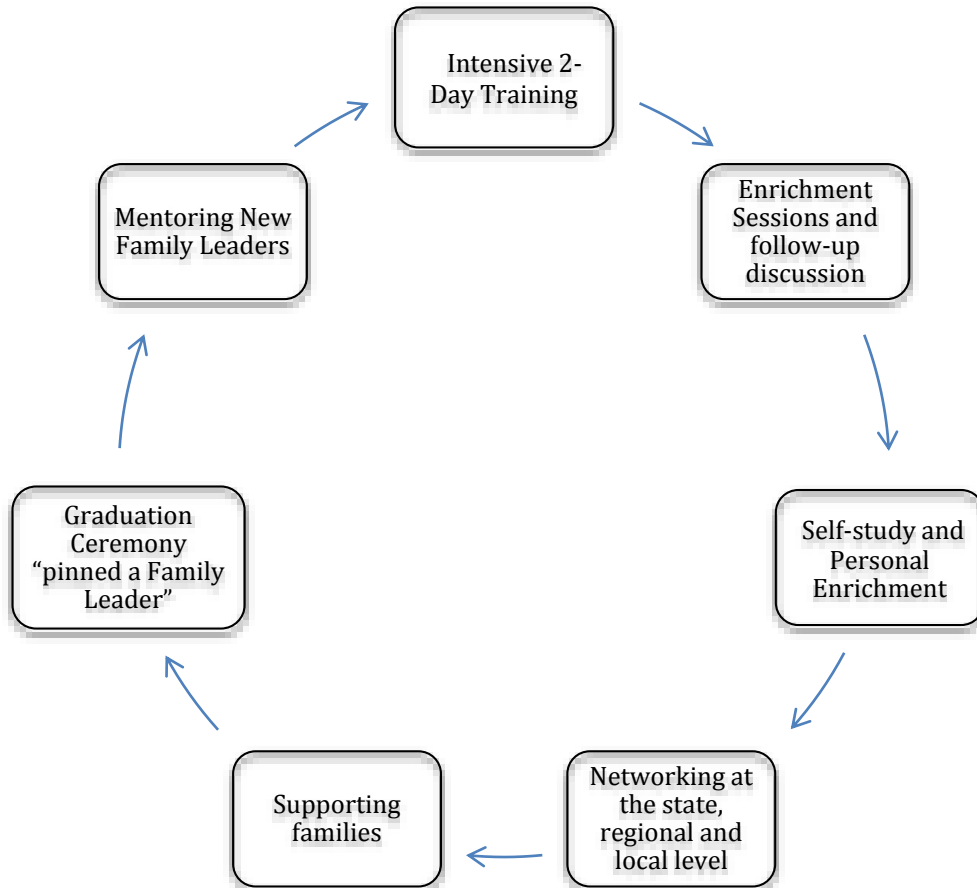 Intensive 2-
Day Training
Enrichment
Sessions and
follow-up
discussion
Self-study and
Personal
Enrichment
Networking at
the state,
regional and
local level
Supporting
families
Graduation
Ceremony
“pinned a Family
Leader”
Mentoring New
Family Leaders